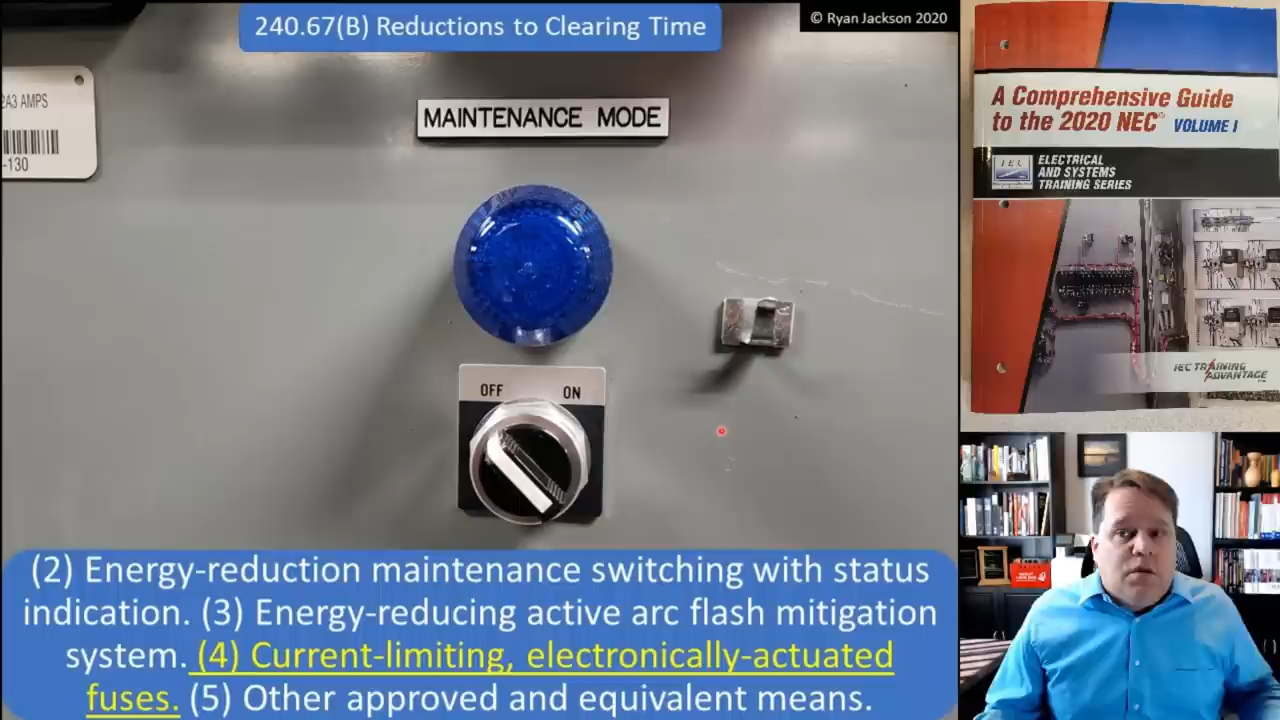 240.67(B) Reductions to Clearing Time
© Ryan Jackson 2020
2A3 AMPS
-130
MAINTENANCE MODE
OFF ON
(2) Energy-reduction maintenance switching with status
indication. (3) Energy-reducing active arc flash mitigation
system. (4) Current-limiting, electronically-actuated
fuses. (5) Other approved and equivalent means.
A Comprehensive Guide
to the 2020 NEC® VOLUME I
IEC
ELECTRICAL
AND SYSTEMS
TRAINING SERIES
IEC TRAINING
ADVANTAGE